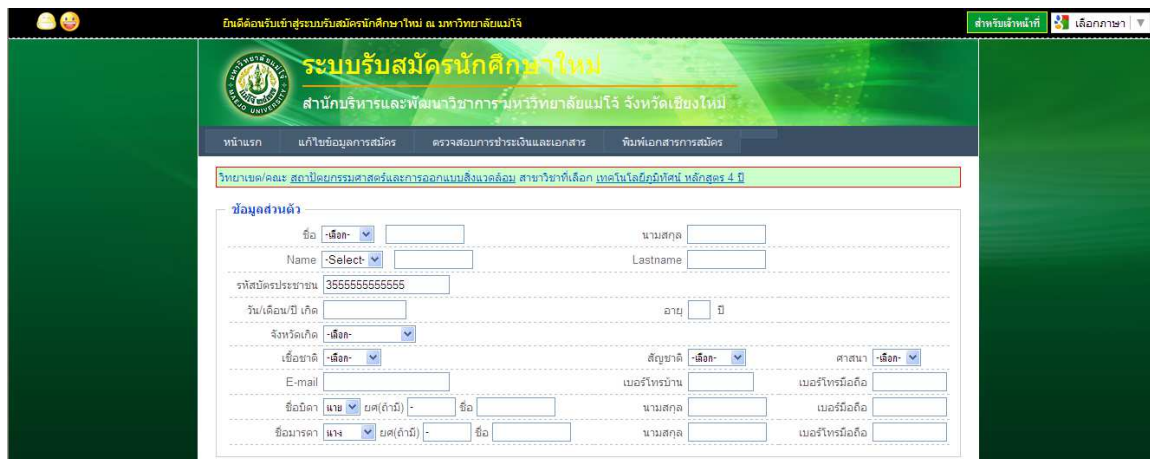 ยินดีต้อนรับเข้าสู่ระบบรับสมัครนักศึกษาใหม่ ณ มหาวิทยาลัยแม่โจ้ สำหรับเจ้าหน้าที่ เลือกภาษา ▼
ระบบรับสมัครนักศึกษาใหม่
สำนักบริหารและพัฒนาวิชาการ มหาวิทยาลัยแม่โจ้ จังหวัดเชียงใหม่
MAEJO UNIVERSITY
หน้าแรก แก้ไขข้อมูลการสมัคร ตรวจสอบการชำระเงินและเอกสาร พิมพ์เอกสารการสมัคร
วิทยาเขต/คณะ สถาปัตยกรรมศาสตร์และการออกแบบสิ่งแวดล้อม สาขาวิชาที่เลือก เทคโนโลยีภูมิทัศน์ หลักสูตร 4 ปี
ข้อมูลส่วนตัว
ชื่อ -เลือก- นามสกุล
Name -Select- Lastname
รหัสบัตรประชาชน 3555555555555
วัน/เดือน/ปี เกิด อายุ ปี
จังหวัดเกิด -เลือก-
เชื้อชาติ -เลือก- สัญชาติ -เลือก- ศาสนา -เลือก-
E-mail เบอร์โทรบ้าน เบอร์โทรมือถือ
ชื่อบิดา นาย ยศ(ถ้ามี) - ชื่อ นามสกุล เบอร์มือถือ
ชื่อมารดา นาง ยศ(ถ้ามี) - ชื่อ นามสกุล เบอร์โทรมือถือ